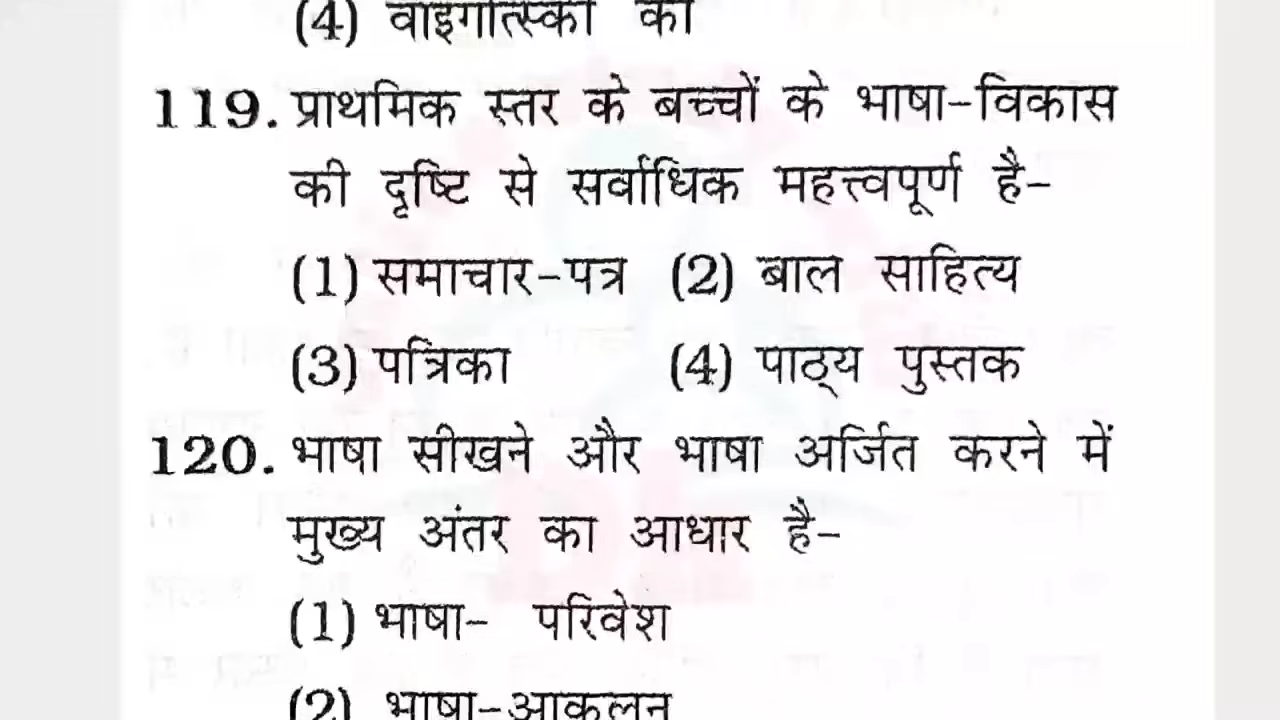 (4) वाइगोत्स्की का
119. प्राथमिक स्तर के बच्चों के भाषा-विकास
की दृष्टि से सर्वाधिक महत्त्वपूर्ण है-
(1) समाचार-पत्र (2) बाल साहित्य
(3) पत्रिका (4) पाठ्य पुस्तक
120. भाषा सीखने और भाषा अर्जित करने में
मुख्य अंतर का आधार है-
(1) भाषा- परिवेश
(2) भाषा-आकलन